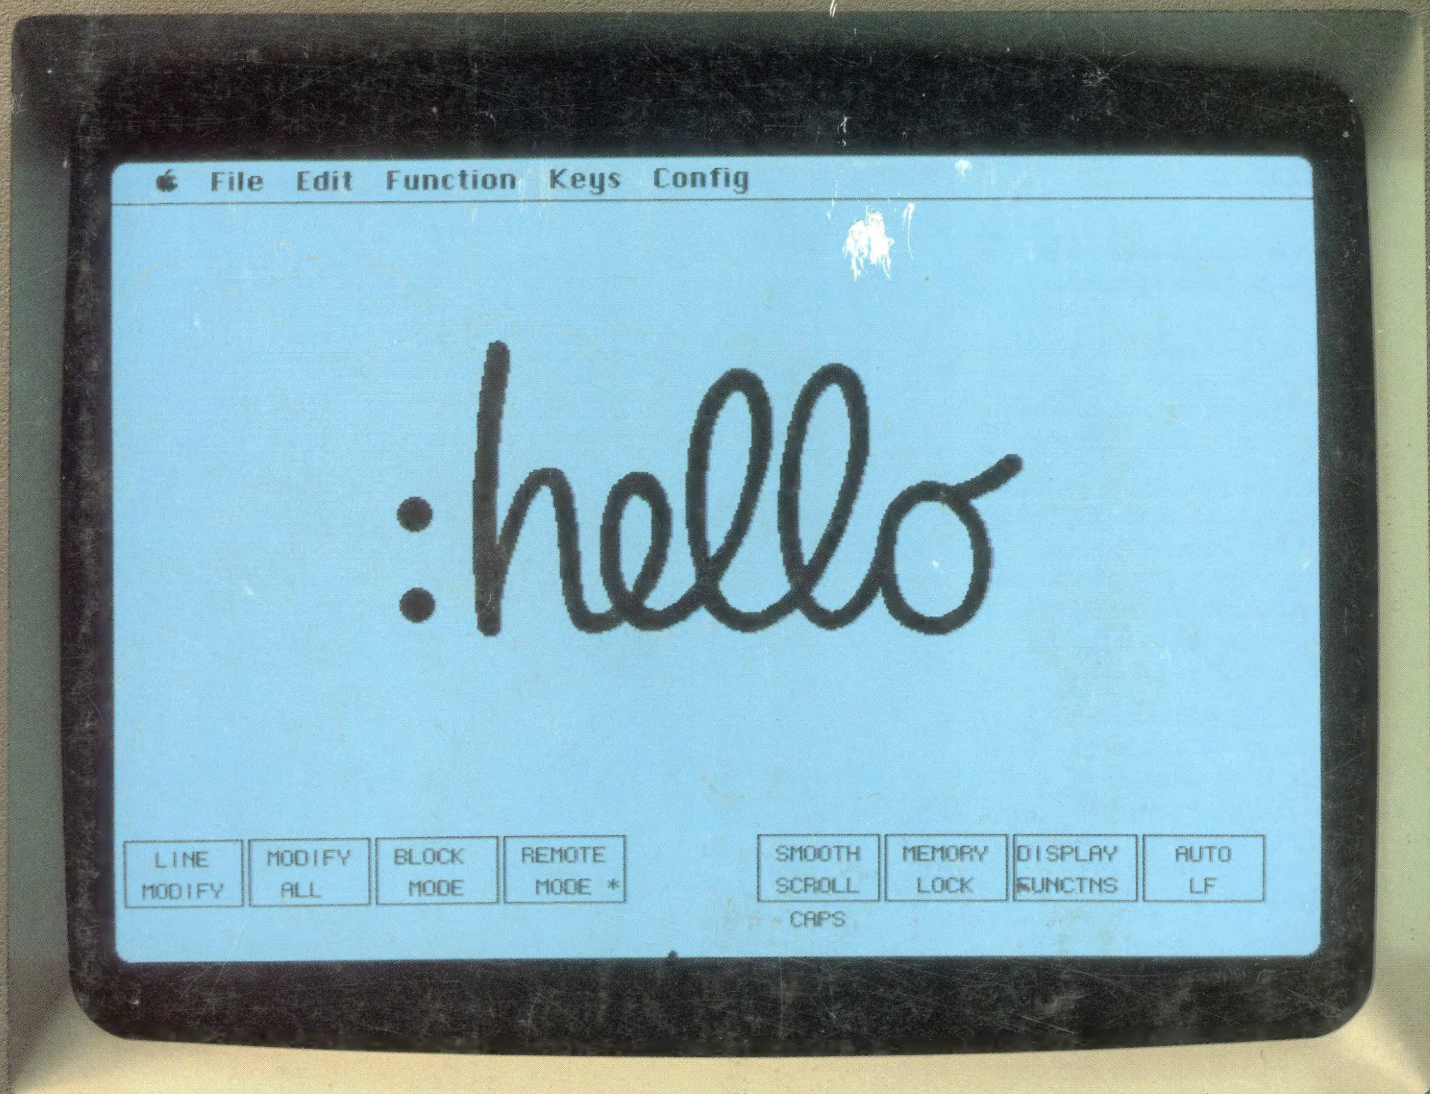 File Edit Function Keys Config
:hello
LINE MODIFY MODIFY ALL BLOCK MODE REMOTE MODE * SMOOTH SCROLL MEMORY LOCK DISPLAY FUNCTNS AUTO LF
CAPS